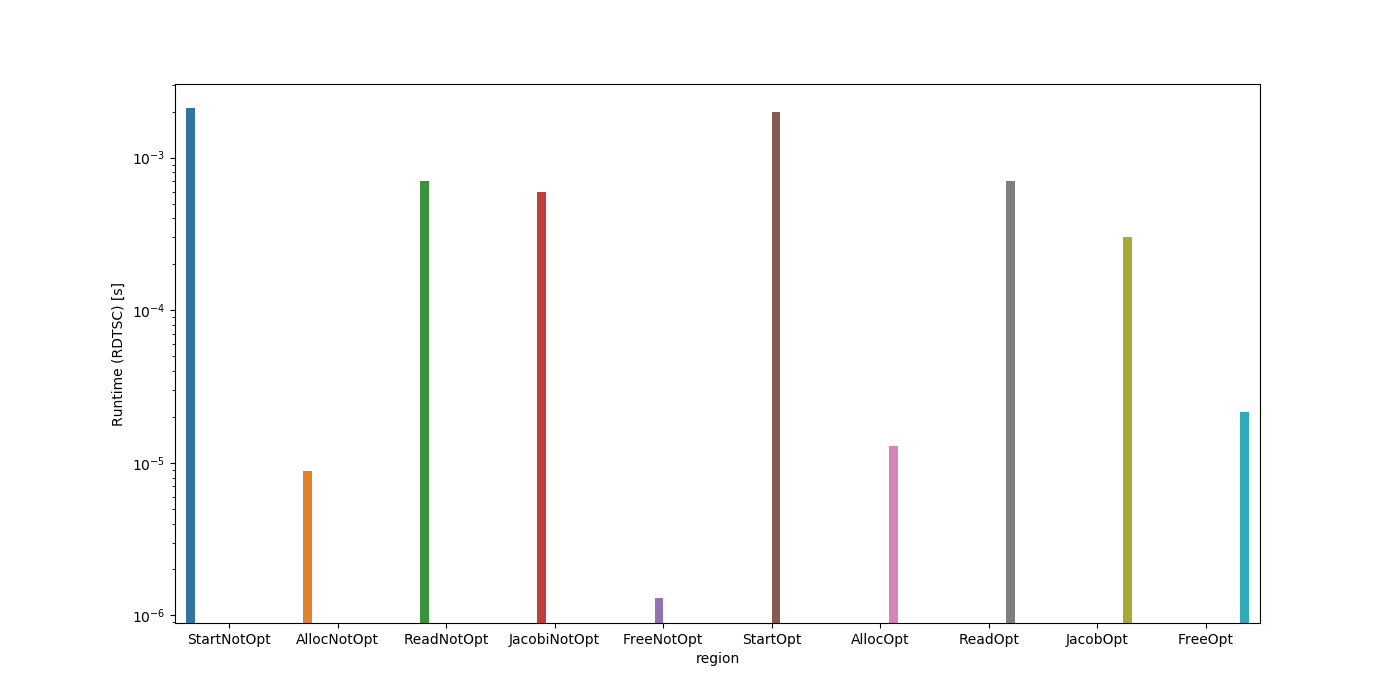 Runtime (RDTSC) [s]
10⁻³
10⁻⁴
10⁻⁵
10⁻⁶
StartNotOpt AllocNotOpt ReadNotOpt JacobiNotOpt FreeNotOpt StartOpt AllocOpt ReadOpt JacobOpt FreeOpt
region